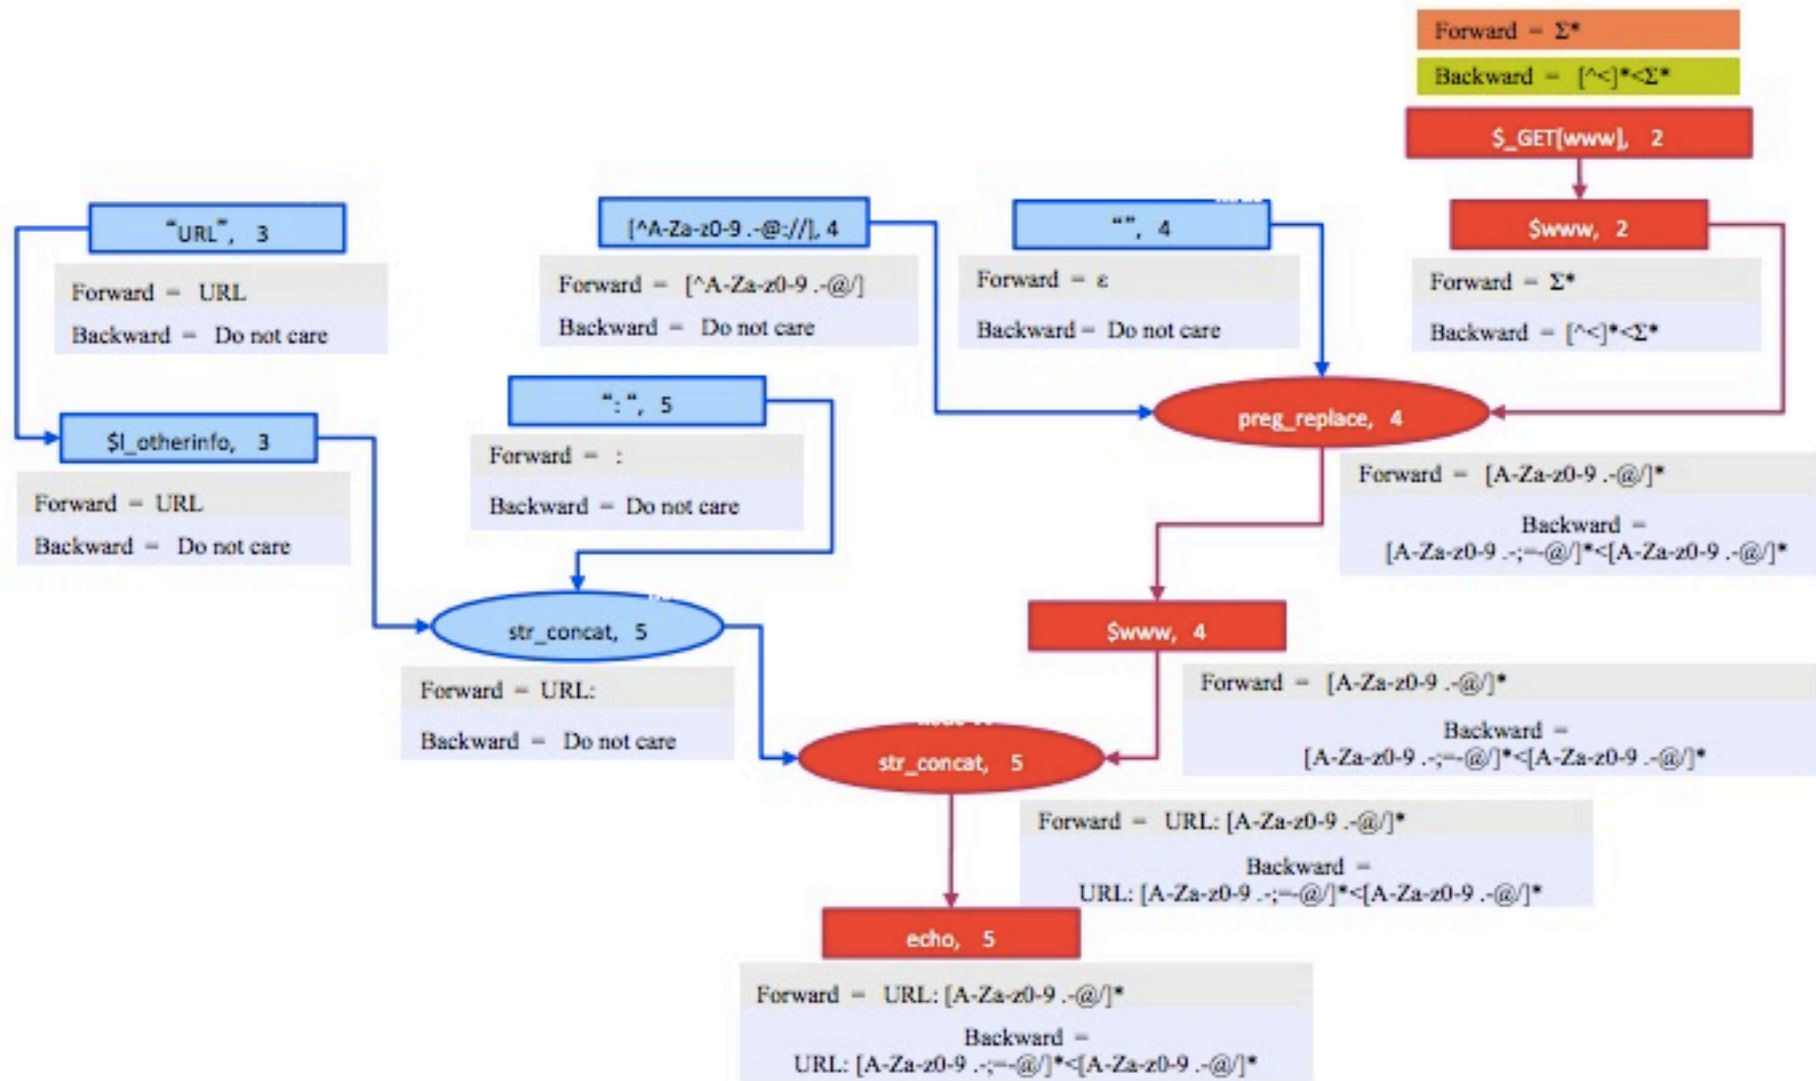 Forward = Σ*
Backward = [^<]*<Σ*
$_GET[www], 2
"URL", 3
[^A-Za-z0-9 .-@://], 4
"", 4
$www, 2
Forward = URL
Backward = Do not care
Forward = [^A-Za-z0-9 .-@/]
Backward = Do not care
Forward = ε
Backward = Do not care
Forward = Σ*
Backward = [^<]*<Σ*
": ", 5
preg_replace, 4
$l_otherinfo, 3
Forward = :
Backward = Do not care
Forward = [A-Za-z0-9 .-@/]*
Backward =
[A-Za-z0-9 .-;=-@/]*<[A-Za-z0-9 .-@/]*
Forward = URL
Backward = Do not care
str_concat, 5
$www, 4
Forward = URL:
Backward = Do not care
Forward = [A-Za-z0-9 .-@/]*
Backward =
[A-Za-z0-9 .-;=-@/]*<[A-Za-z0-9 .-@/]*
str_concat, 5
Forward = URL: [A-Za-z0-9 .-@/]*
Backward =
URL: [A-Za-z0-9 .-;=-@/]*<[A-Za-z0-9 .-@/]*
echo, 5
Forward = URL: [A-Za-z0-9 .-@/]*
Backward =
URL: [A-Za-z0-9 .-;=-@/]*<[A-Za-z0-9 .-@/]*